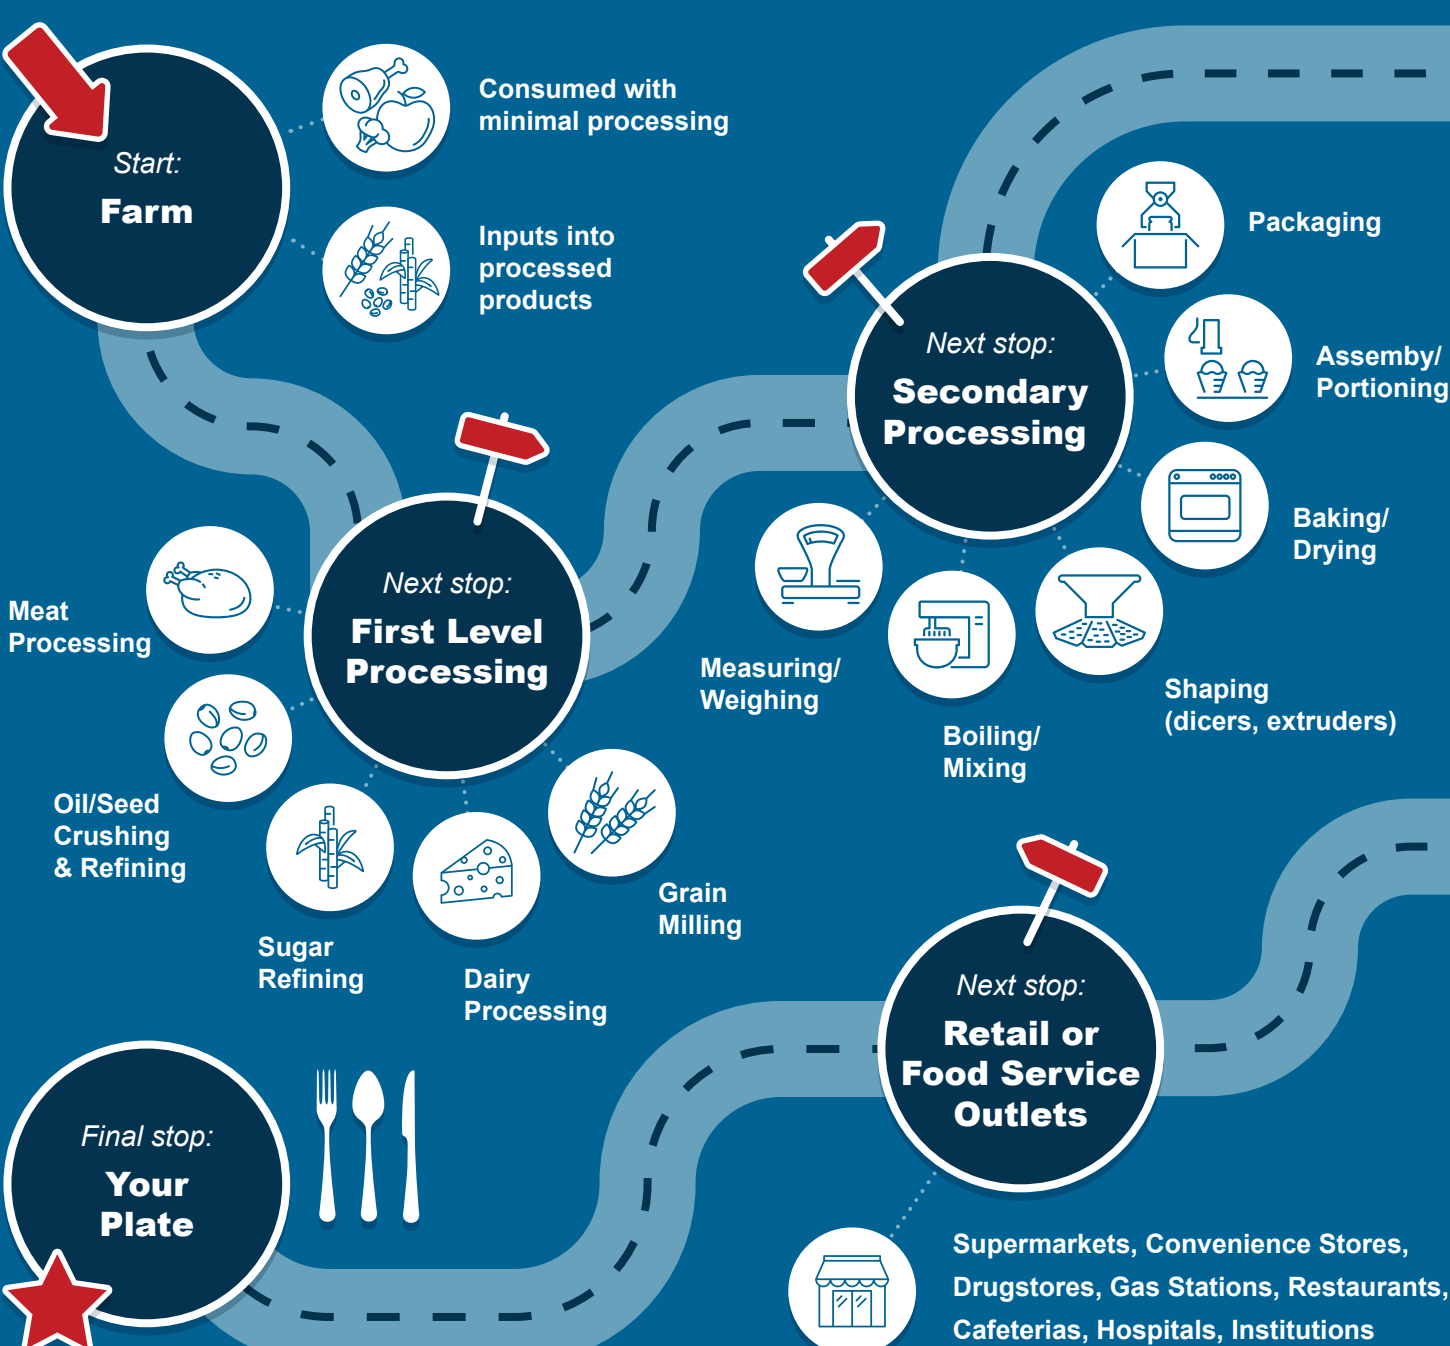 Start:
Farm
Consumed with
minimal processing
Inputs into
processed
products
Next stop:
First Level
Processing
Meat
Processing
Oil/Seed
Crushing
& Refining
Sugar
Refining
Dairy
Processing
Grain
Milling
Next stop:
Secondary
Processing
Packaging
Assemby/
Portioning
Baking/
Drying
Shaping
(dicers, extruders)
Boiling/
Mixing
Measuring/
Weighing
Next stop:
Retail or
Food Service
Outlets
Supermarkets, Convenience Stores,
Drugstores, Gas Stations, Restaurants,
Cafeterias, Hospitals, Institutions
Final stop:
Your
Plate